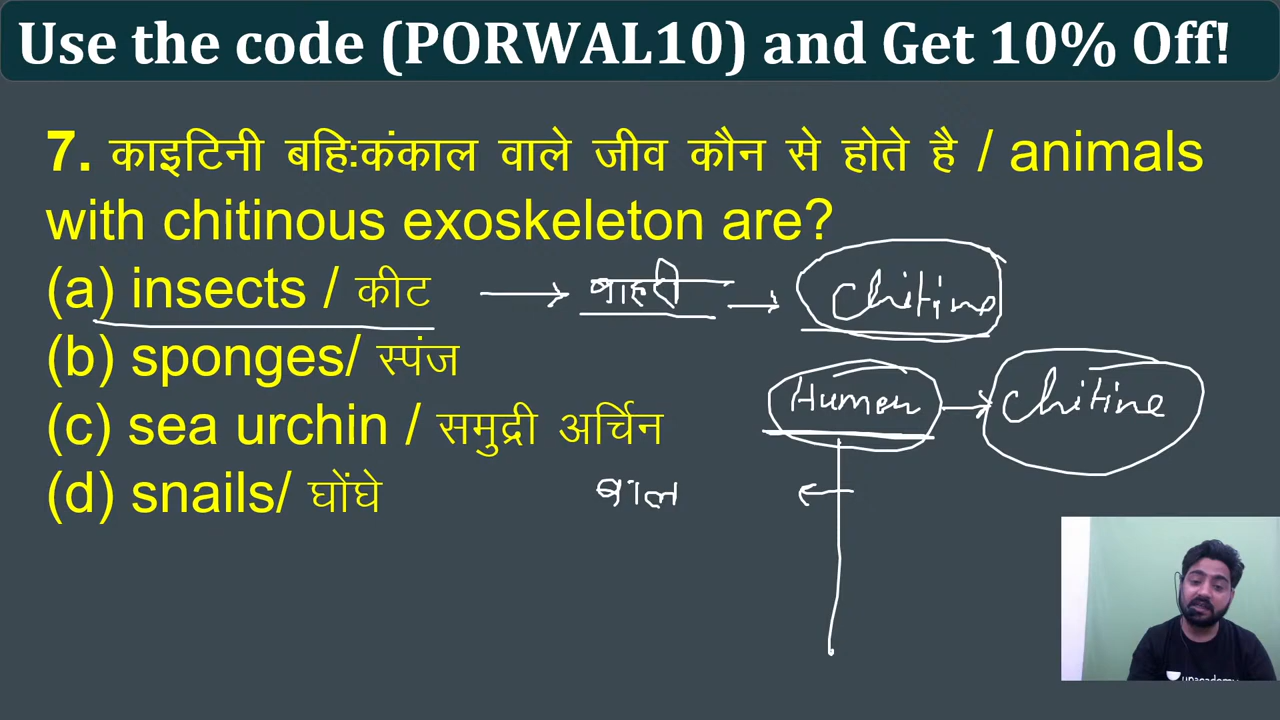 Use the code (PORWAL10) and Get 10% Off!
7. काइटिनी बहिःकंकाल वाले जीव कौन से होते है / animals
with chitinous exoskeleton are?
(a) insects / कीट → बाहरी → Chitine
(b) sponges/ स्पंज
Human → Chitine
(c) sea urchin / समुद्री अर्चिन
(d) snails/ घोंघे बाल ←
unacademy